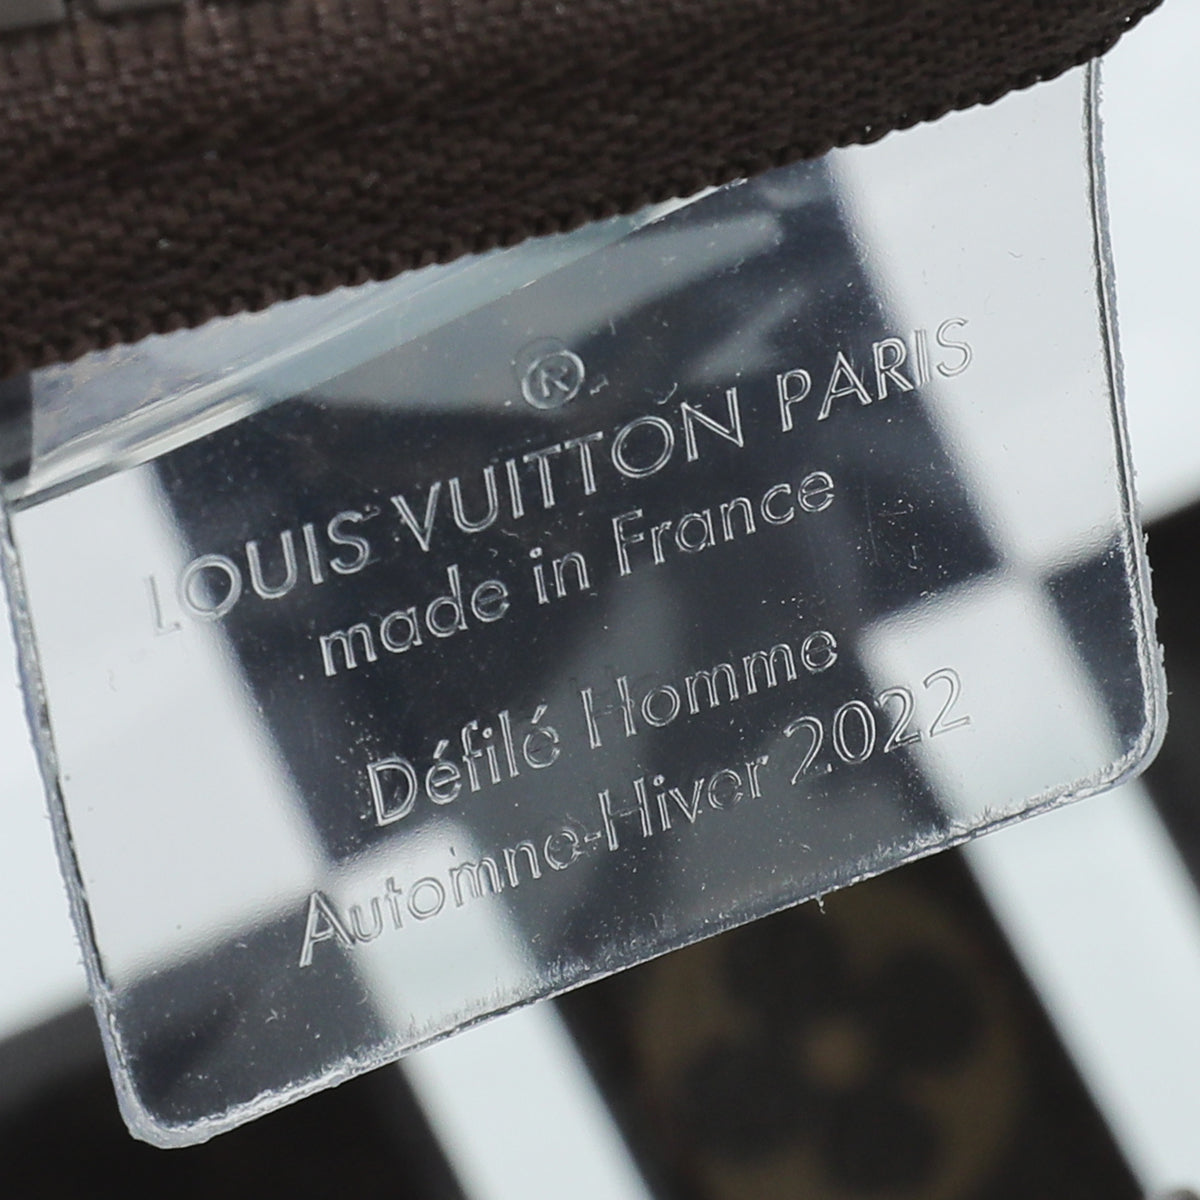 ®
LOUIS VUITTON PARIS
made in France
Défilé Homme
Automne-Hiver 2022